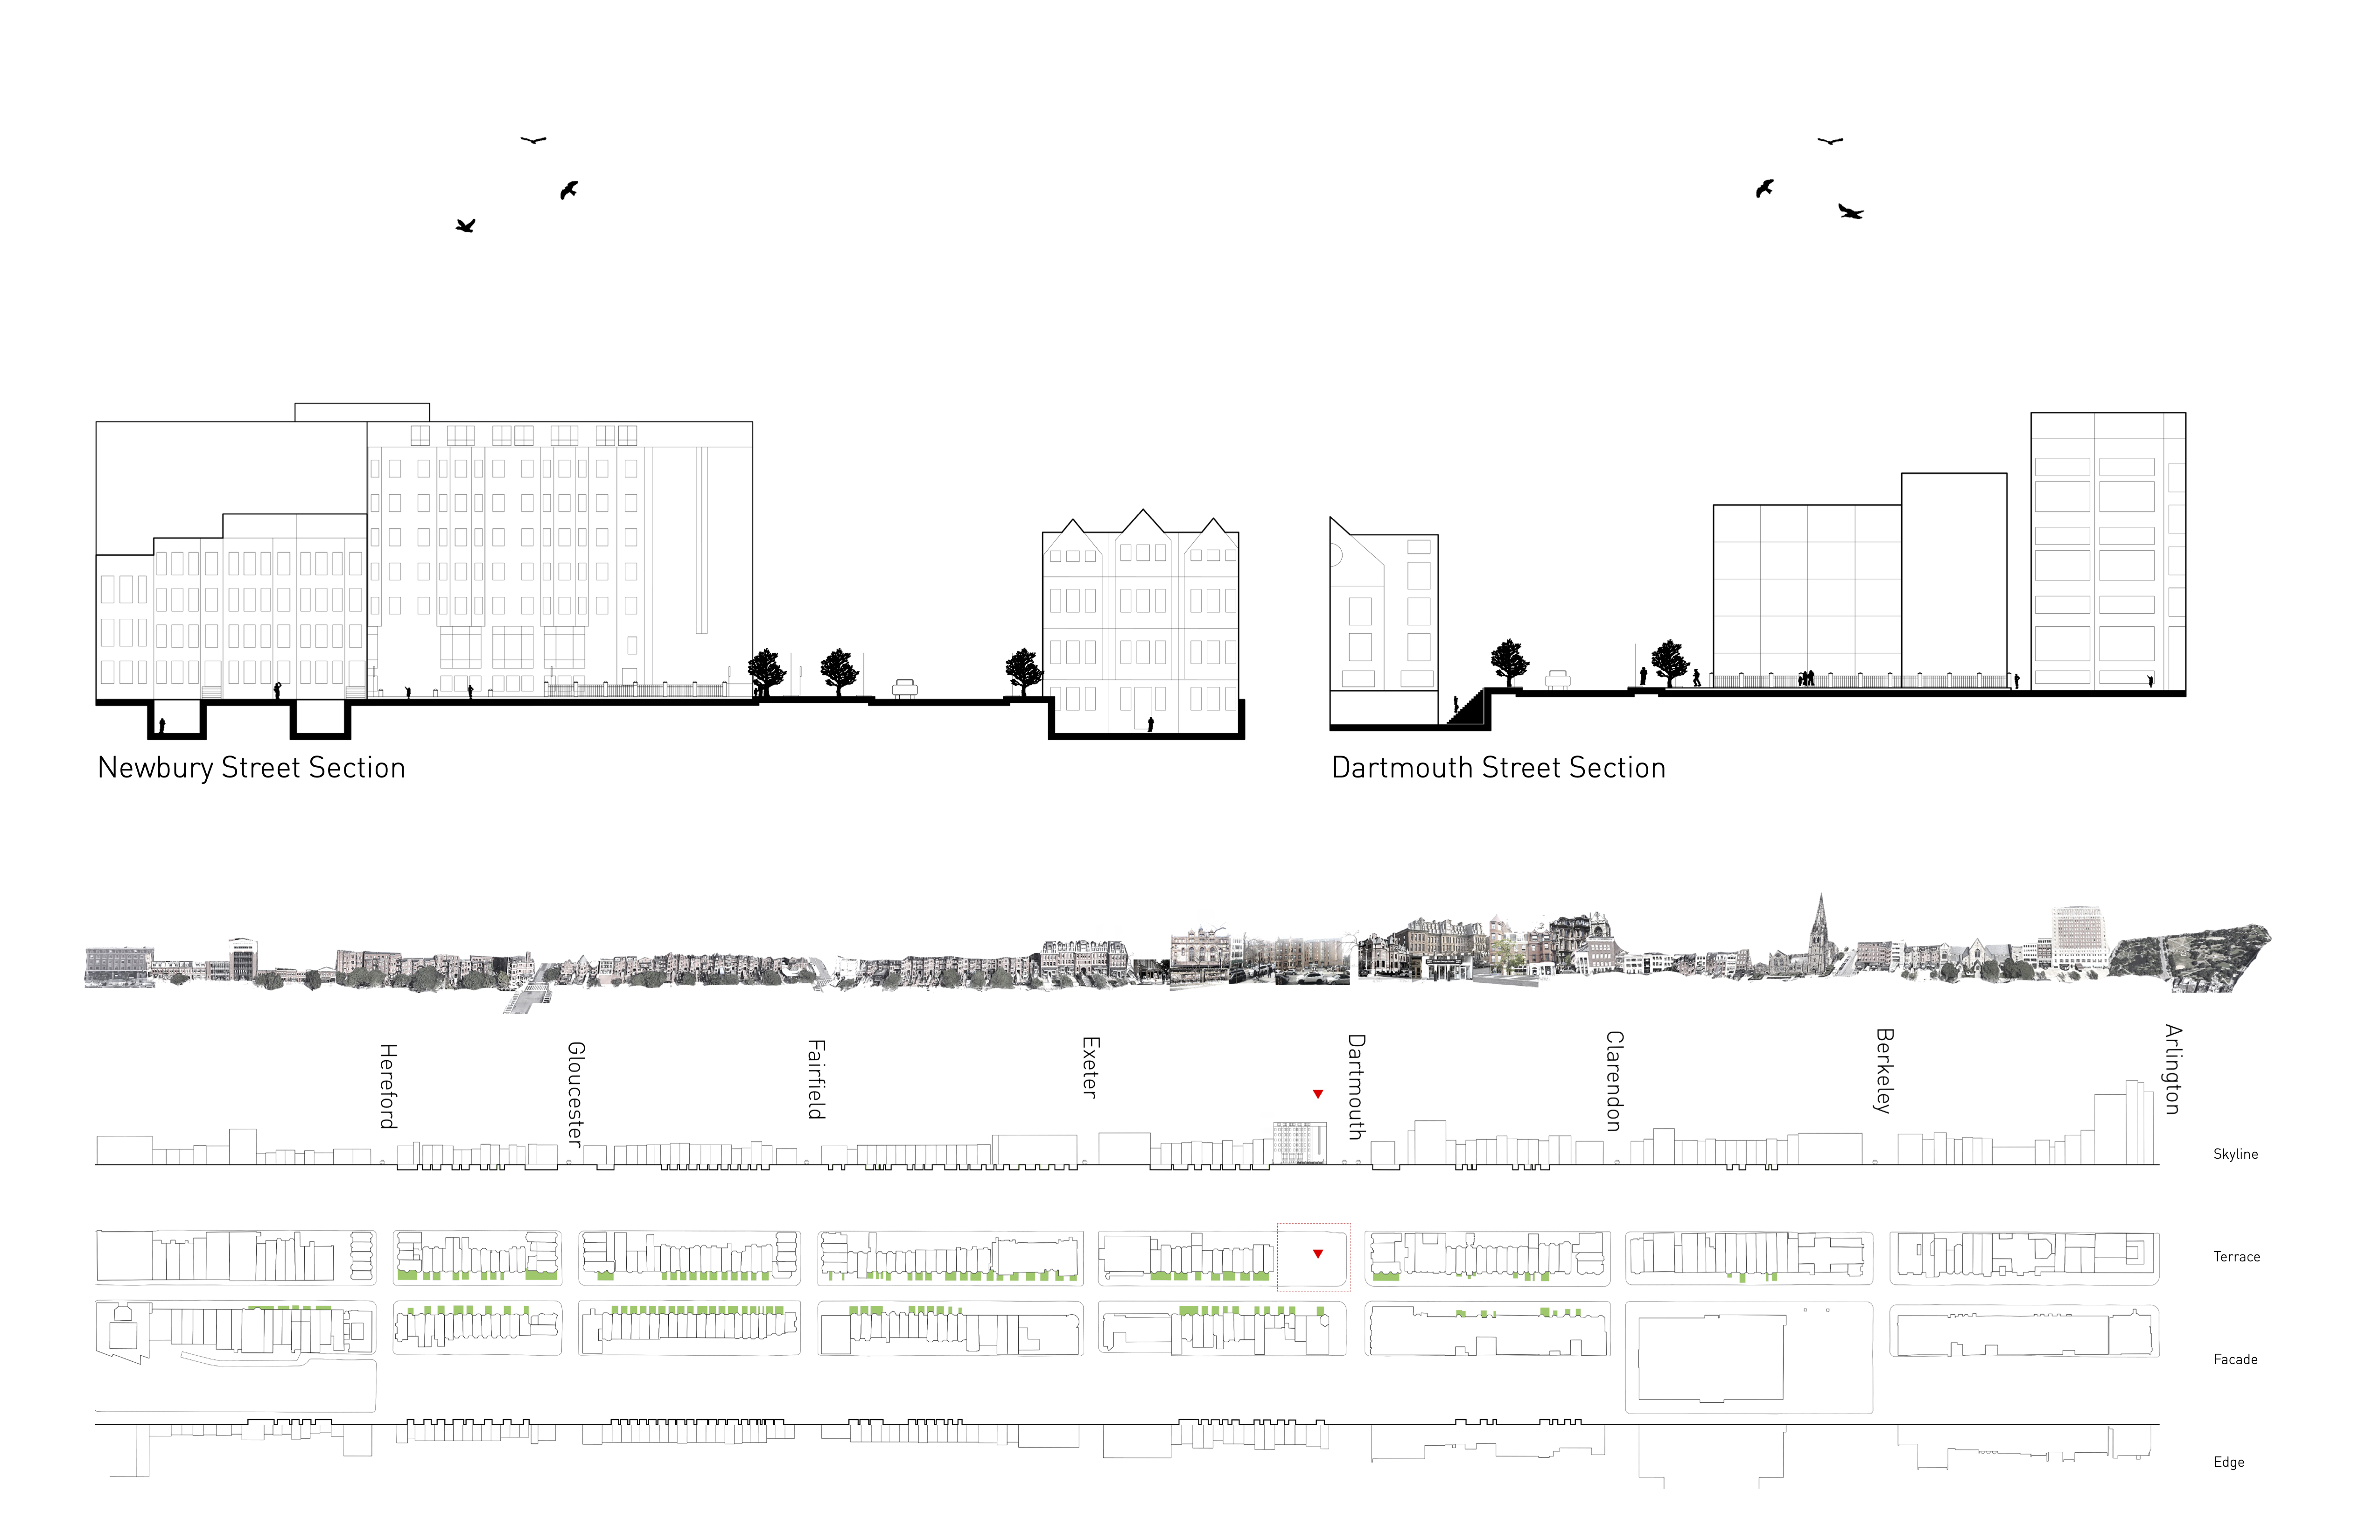 Newbury Street Section
Dartmouth Street Section
Hereford
Gloucester
Fairfield
Exeter
Dartmouth
Clarendon
Berkeley
Arlington
Skyline
Terrace
Facade
Edge